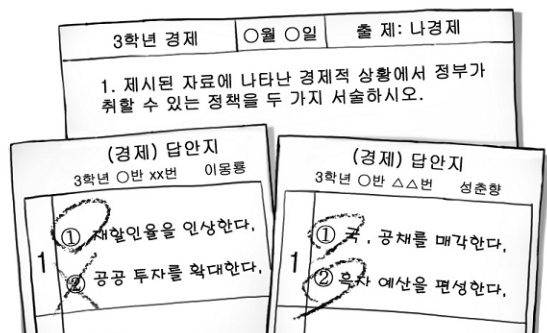 3학년 경제
○월 ○일
출 제: 나경제
1. 제시된 자료에 나타난 경제적 상황에서 정부가
취할 수 있는 정책을 두 가지 서술하시오.
(경제) 답안지
3학년 ○반 xx번 이몽룡
1
① 재할인율을 인상한다.
② 공공 투자를 확대한다.
(경제) 답안지
3학년 ○반 △△번 성춘향
1
① 국, 공채를 매각한다.
② 흑자 예산을 편성한다.